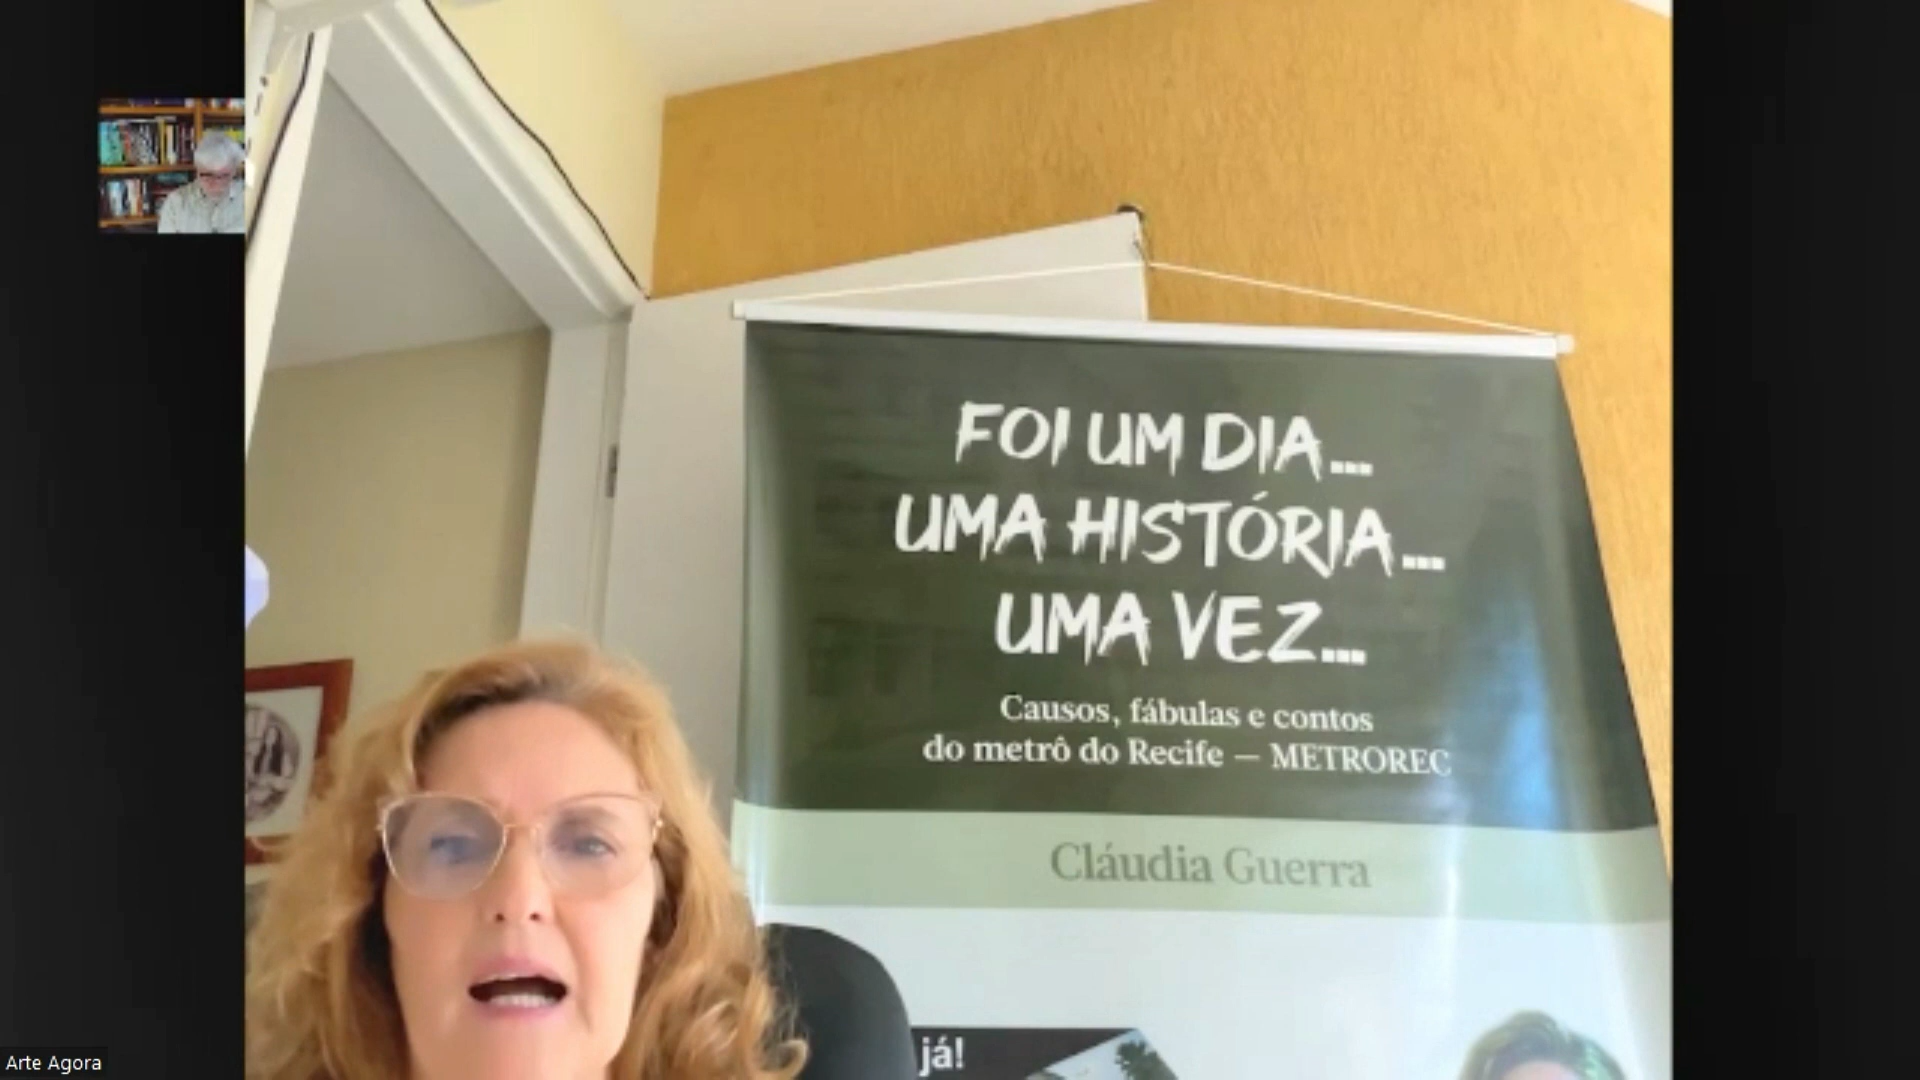 FOI UM DIA...
UMA HISTÓRIA...
UMA VEZ...
Causos, fábulas e contos
do metrô do Recife — METROREC
Cláudia Guerra
já!
Arte Agora